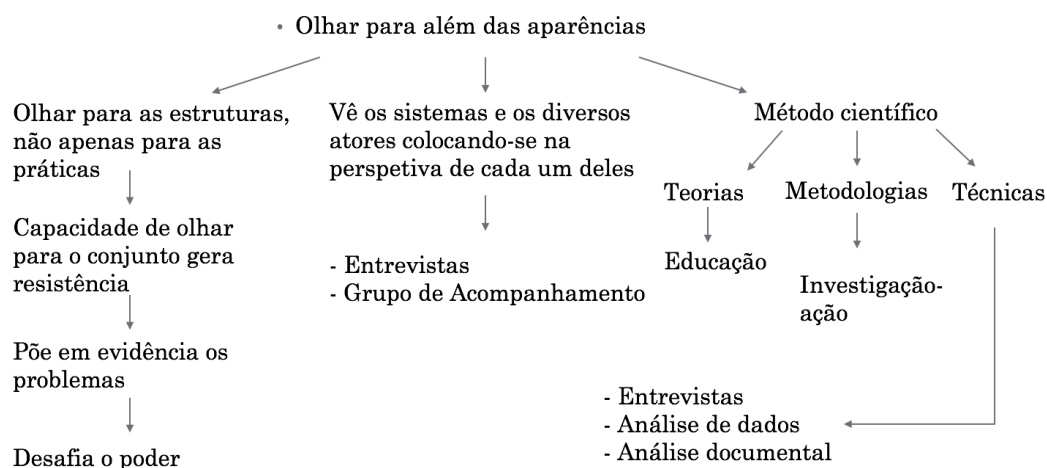 • Olhar para além das aparências
Olhar para as estruturas,
não apenas para as
práticas
Capacidade de olhar
para o conjunto gera
resistência
Põe em evidência os
problemas
Desafia o poder
Vê os sistemas e os diversos
atores colocando-se na
perspetiva de cada um deles
- Entrevistas
- Grupo de Acompanhamento
Método científico
Teorias
Educação
Metodologias
Investigação-
ação
Técnicas
- Entrevistas
- Análise de dados
- Análise documental